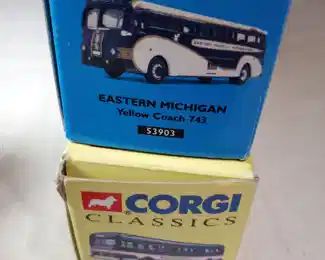 EASTERN MICHIGAN
Yellow Coach 743
53903
CORGI
CLASSICS